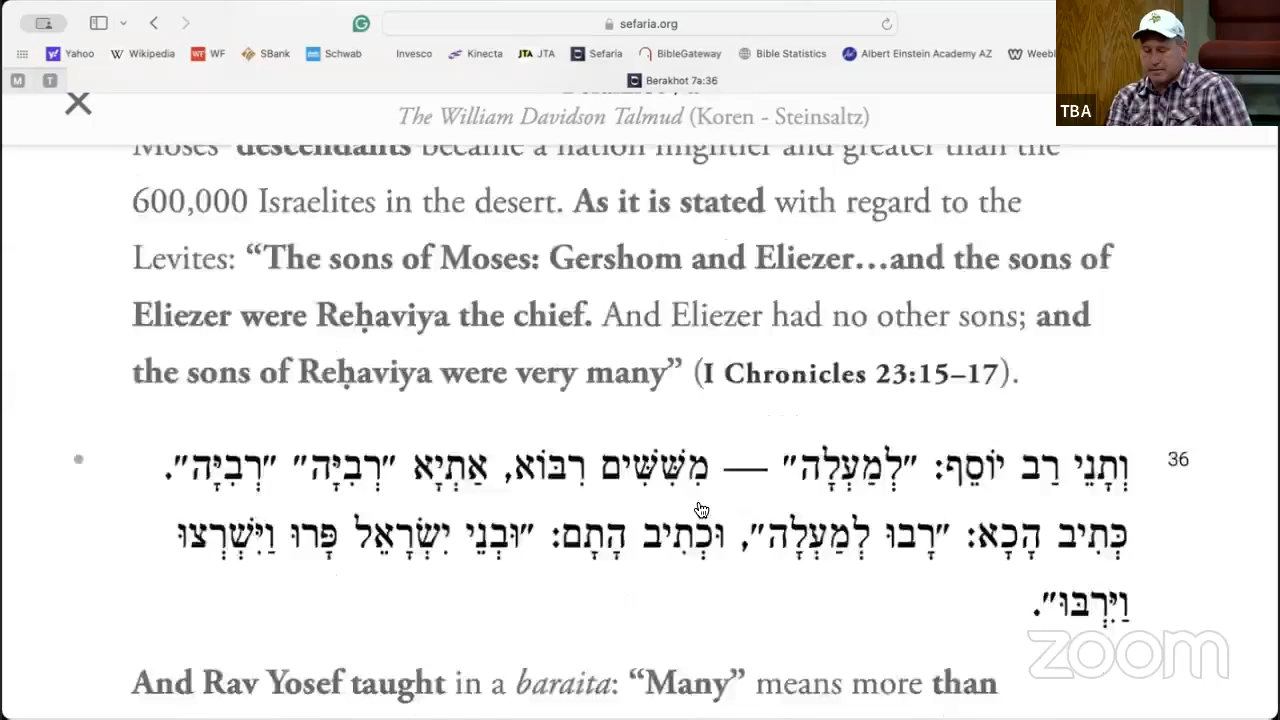 sefaria.org
Yahoo Wikipedia WF SBank Schwab Invesco Kinecta JTA Sefaria BibleGateway Bible Statistics Albert Einstein Academy AZ Weebl
M T Berakhot 7a:36
TBA
The William Davidson Talmud (Koren - Steinsaltz)
Moses' descendants became a nation mightier and greater than the
600,000 Israelites in the desert. As it is stated with regard to the
Levites: “The sons of Moses: Gershom and Eliezer…and the sons of
Eliezer were Reḥaviya the chief. And Eliezer had no other sons; and
the sons of Reḥaviya were very many” (I Chronicles 23:15–17).
36
וְתָנֵי רַב יוֹסֵף: ״לְמַעְלָה״ — מִשִּׁשִּׁים רִבּוֹא, אַתְיָא ״רְבִיָּה״ ״רְבִיָּה״.
כְּתִיב הָכָא: ״רָבוּ לְמַעְלָה״, וּכְתִיב הָתָם: ״וּבְנֵי יִשְׂרָאֵל פָּרוּ וַיִּשְׁרְצוּ
וַיִּרְבּוּ״.
And Rav Yosef taught in a baraita: “Many” means more than
zoom